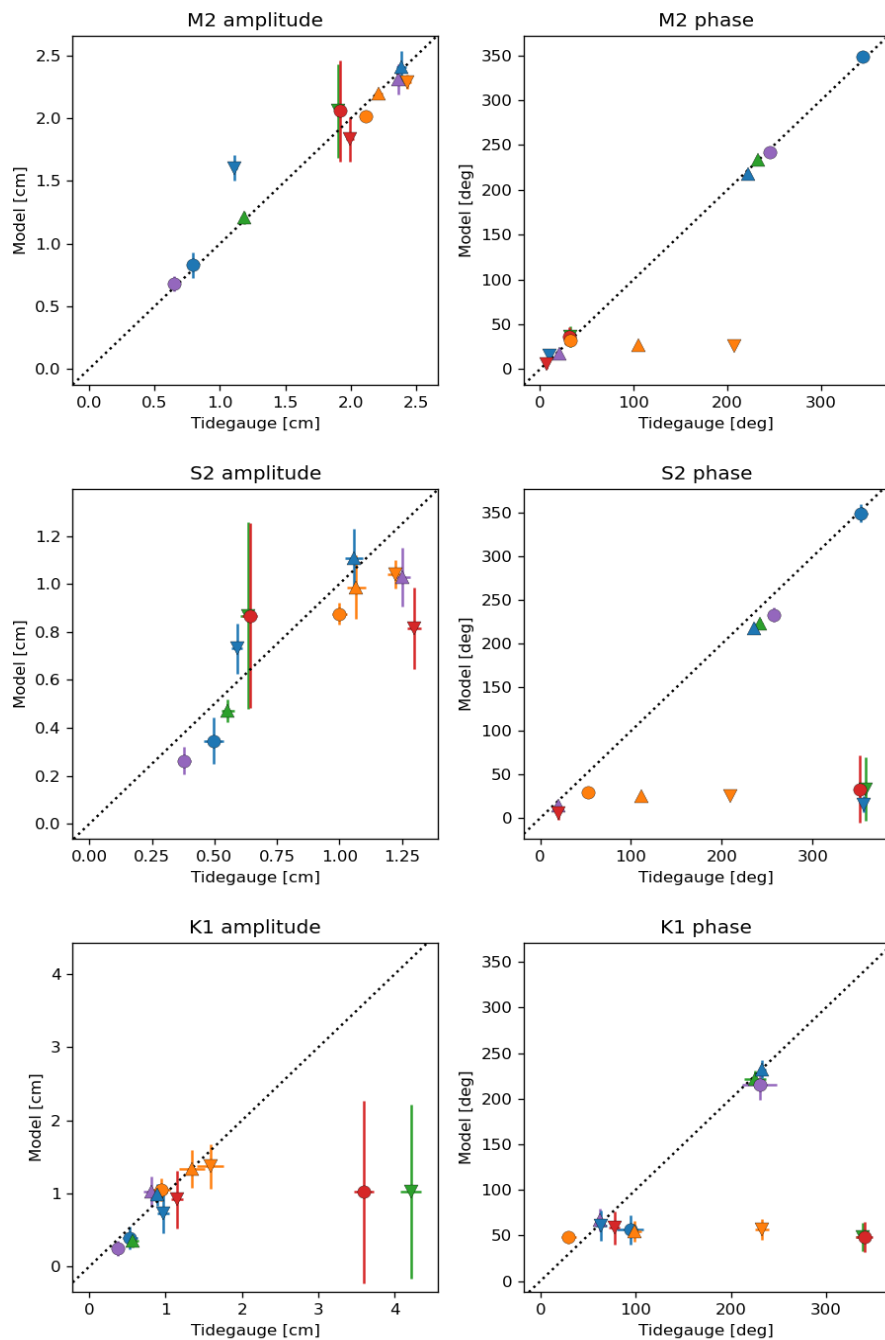 M2 amplitude
2.5
2.0
1.5
1.0
0.5
0.0
Model [cm]
0.0 0.5 1.0 1.5 2.0 2.5
Tidegauge [cm]
M2 phase
350
300
250
200
150
100
50
0
Model [deg]
0 100 200 300
Tidegauge [deg]
S2 amplitude
1.2
1.0
0.8
0.6
0.4
0.2
0.0
Model [cm]
0.00 0.25 0.50 0.75 1.00 1.25
Tidegauge [cm]
S2 phase
350
300
250
200
150
100
50
0
Model [deg]
0 100 200 300
Tidegauge [deg]
K1 amplitude
4
3
2
1
0
Model [cm]
0 1 2 3 4
Tidegauge [cm]
K1 phase
350
300
250
200
150
100
50
0
Model [deg]
0 100 200 300
Tidegauge [deg]